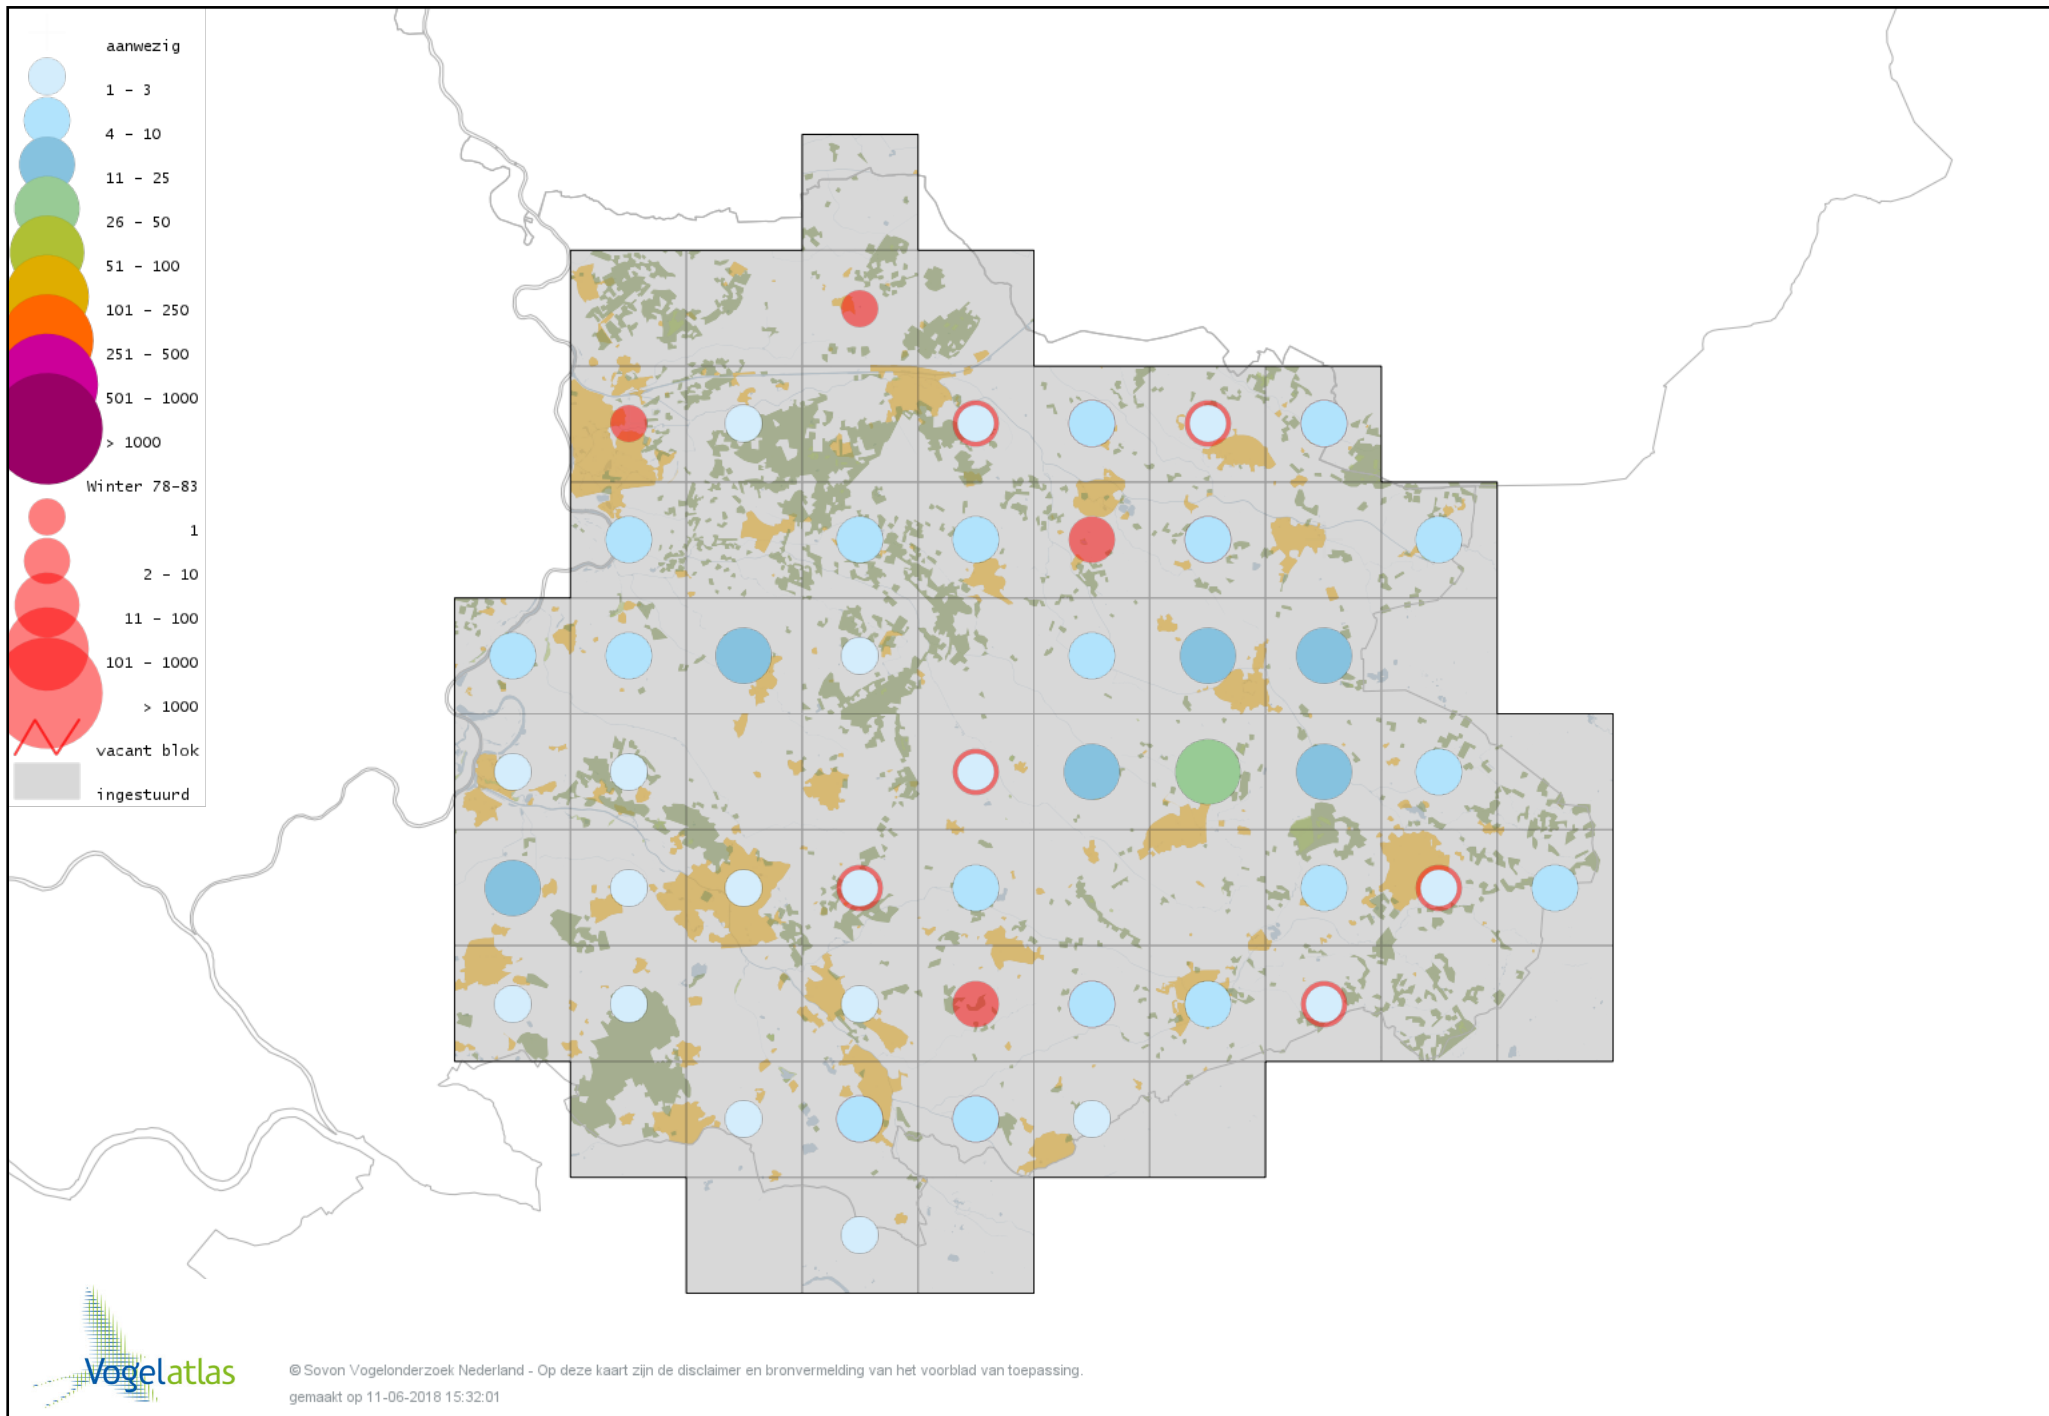 aanwezig
1 - 3
4 - 10
11 - 25
26 - 50
51 - 100
101 - 250
251 - 500
501 - 1000
> 1000
Winter 78-83
1
2 - 10
11 - 100
101 - 1000
> 1000
vacant blok
ingestuurd
Vogelatlas
© Sovon Vogelonderzoek Nederland - Op deze kaart zijn de disclaimer en bronvermelding van het voorblad van toepassing.
gemaakt op 11-06-2018 15:32:01